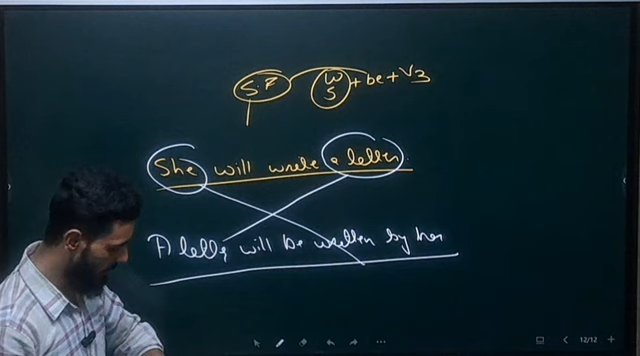 S.F W/S + be + V3
She will write a letter.
A letter will be written by her
12/12